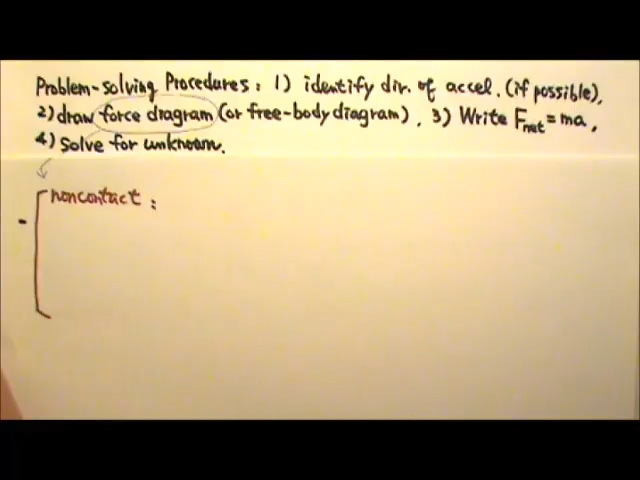 Problem-solving Procedures: 1) identify dir. of accel. (if possible),
2) draw force diagram (or free-body diagram), 3) Write Fnet = ma,
4) Solve for unknown.
noncontact :